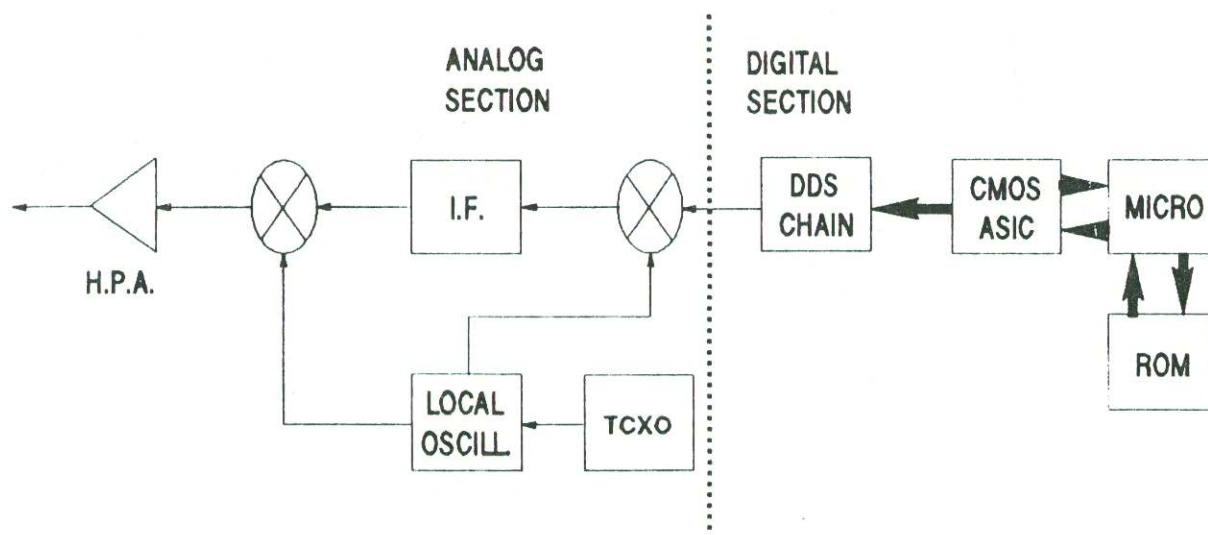 ANALOG
SECTION
DIGITAL
SECTION
H.P.A.
I.F.
DDS
CHAIN
CMOS
ASIC
MICRO
ROM
LOCAL
OSCILL.
TCXO